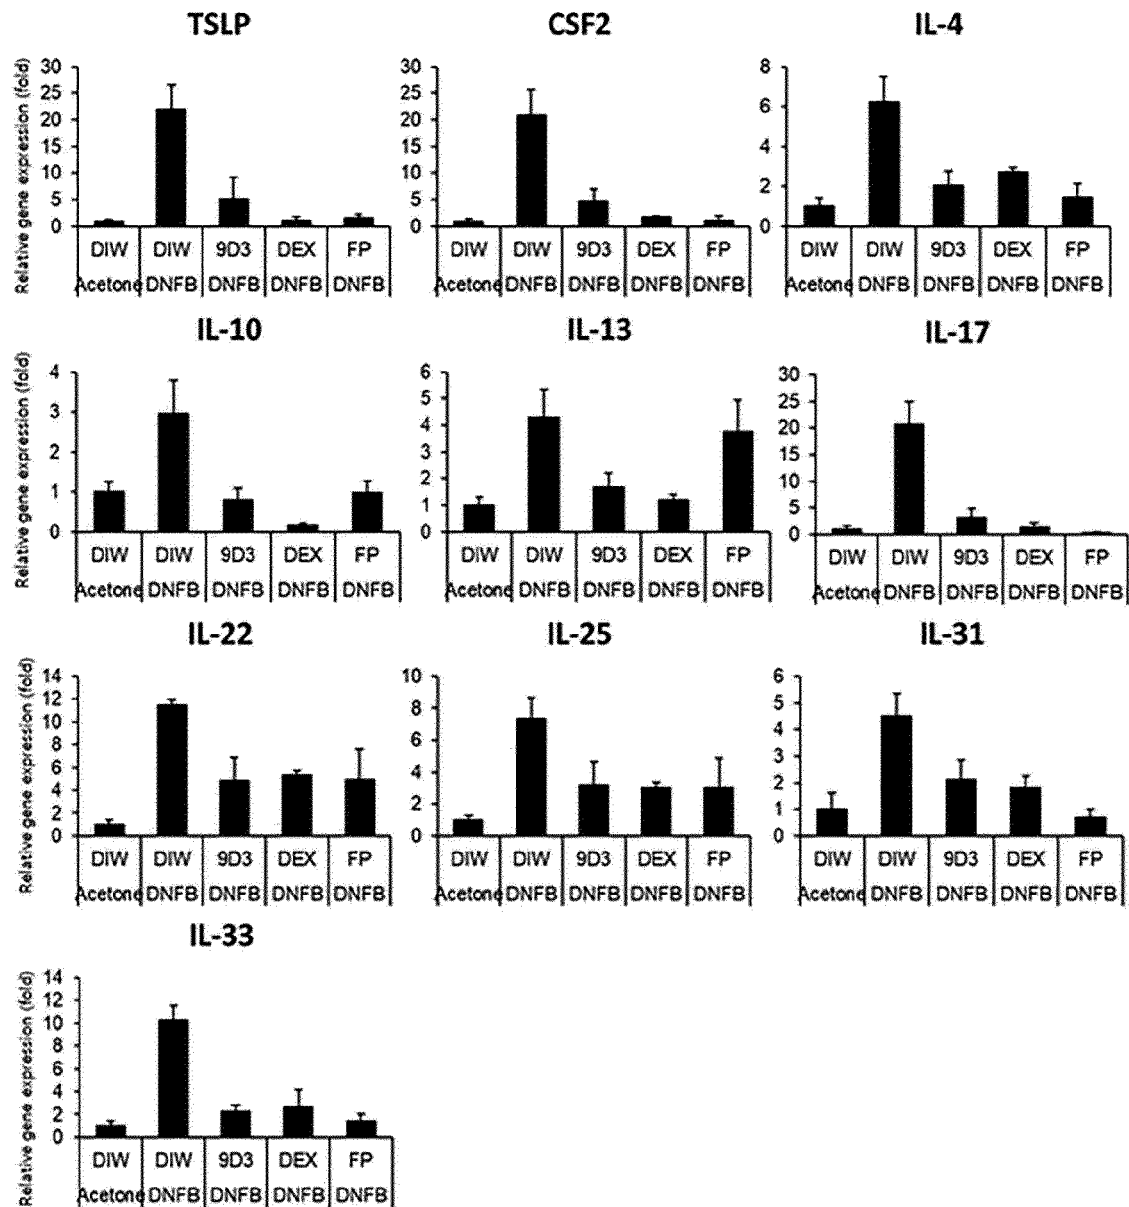 TSLP CSF2 IL-4
Relative gene expression (fold)
30 30 8
25 25
20 20 6
15 15 4
10 10
5 5 2
0 0 0
DIW DIW 9D3 DEX FP DIW DIW 9D3 DEX FP DIW DIW 9D3 DEX FP
Acetone DNFB DNFB DNFB DNFB Acetone DNFB DNFB DNFB DNFB Acetone DNFB DNFB DNFB DNFB
IL-10 IL-13 IL-17
Relative gene expression (fold)
4 6 30
5 25
3 4 20
2 3 15
2 10
1 1 5
0 0 0
DIW DIW 9D3 DEX FP DIW DIW 9D3 DEX FP DIW DIW 9D3 DEX FP
Acetone DNFB DNFB DNFB DNFB Acetone DNFB DNFB DNFB DNFB Acetone DNFB DNFB DNFB DNFB
IL-22 IL-25 IL-31
Relative gene expression (fold)
14 10 6
12 8 5
10 4
8 6
6 4 3
4 2
2 2 1
0 0 0
DIW DIW 9D3 DEX FP DIW DIW 9D3 DEX FP DIW DIW 9D3 DEX FP
Acetone DNFB DNFB DNFB DNFB Acetone DNFB DNFB DNFB DNFB Acetone DNFB DNFB DNFB DNFB
IL-33
Relative gene expression (fold)
14
12
10
8
6
4
2
0
DIW DIW 9D3 DEX FP
Acetone DNFB DNFB DNFB DNFB